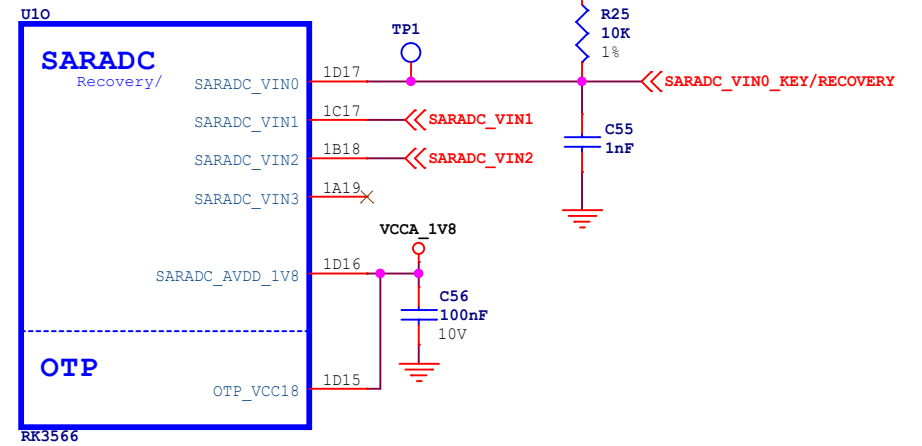 U1O
SARADC
Recovery/
SARADC_VIN0
1D17
TP1
R25
10K
1%
SARADC_VIN0_KEY/RECOVERY
SARADC_VIN1
1C17
SARADC_VIN1
C55
1nF
SARADC_VIN2
1B18
SARADC_VIN2
SARADC_VIN3
1A19
VCCA_1V8
SARADC_AVDD_1V8
1D16
C56
100nF
10V
OTP
OTP_VCC18
1D15
RK3566